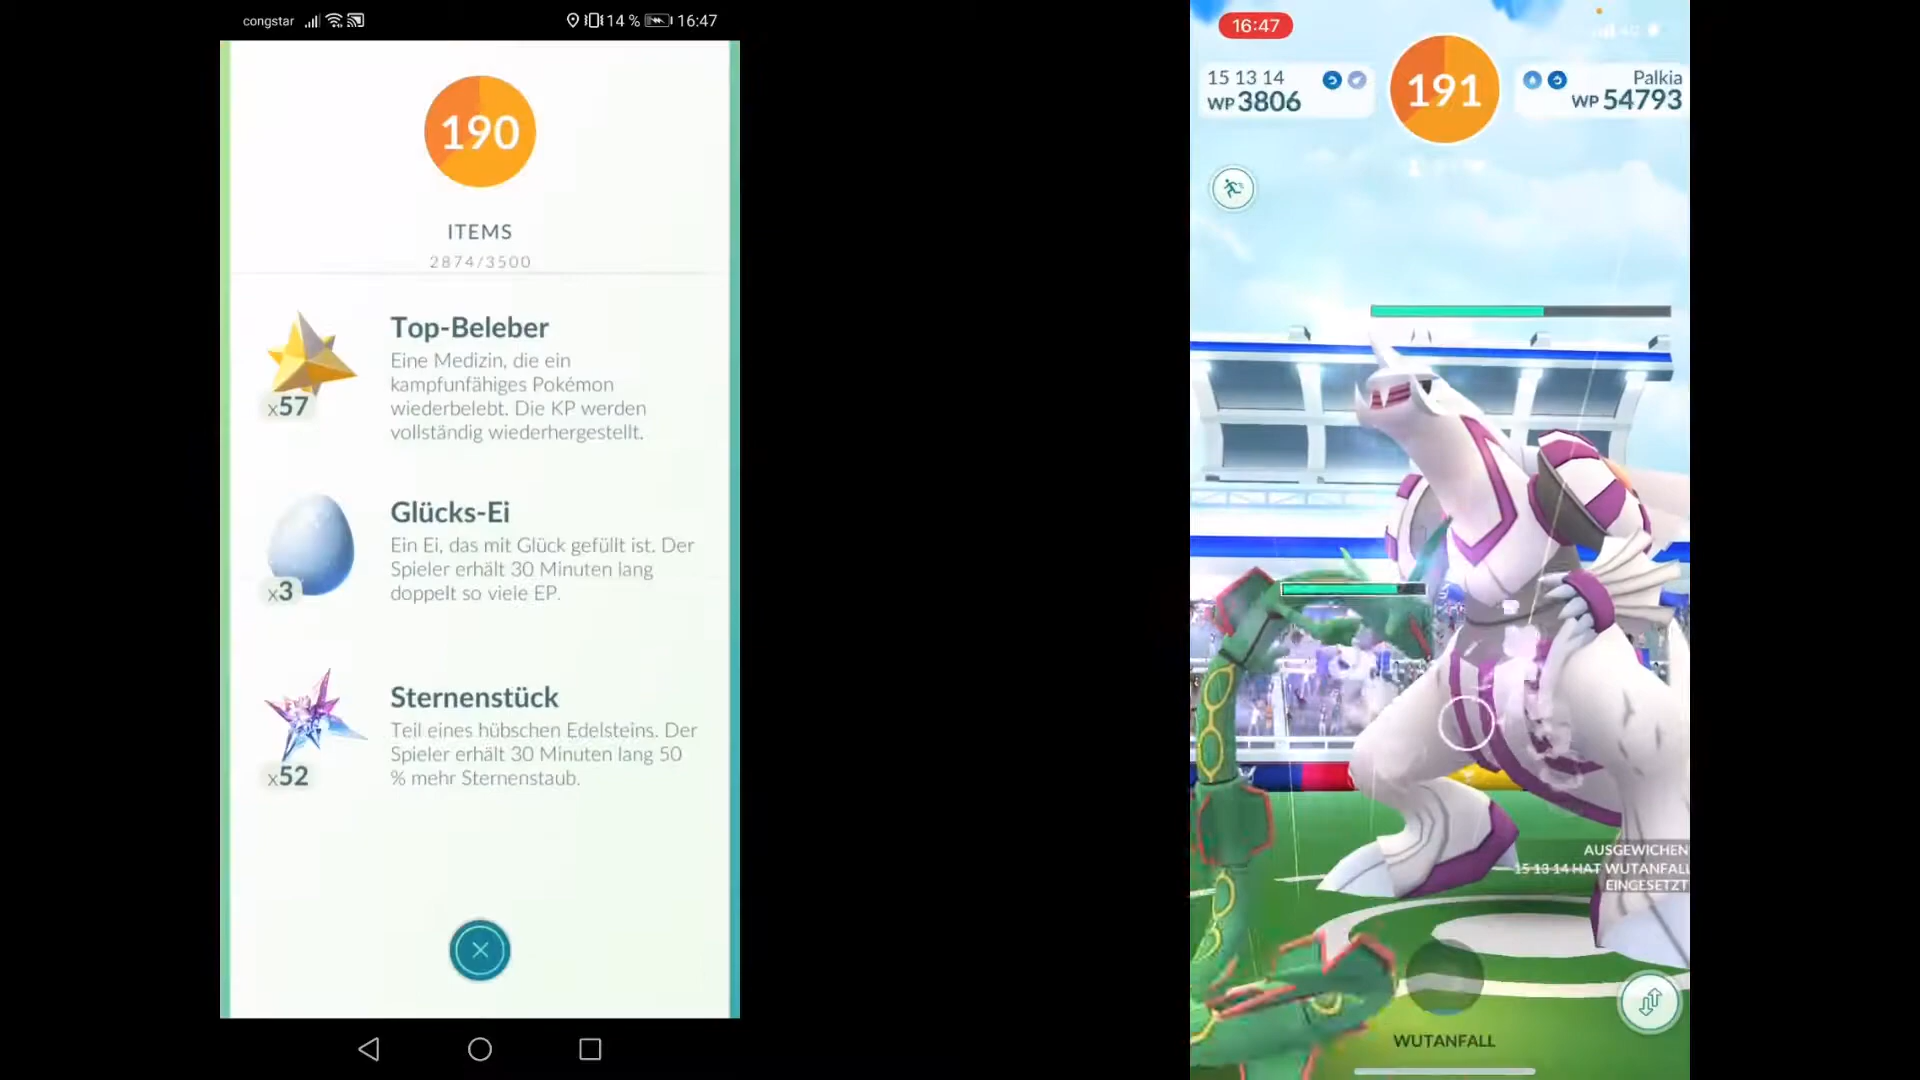 congstar
14 %
16:47
190
ITEMS
2874/3500
Top-Beleber
Eine Medizin, die ein
kampfunfähiges Pokémon
wiederbelebt. Die KP werden
vollständig wiederhergestellt.
x57
Glücks-Ei
Ein Ei, das mit Glück gefüllt ist. Der
Spieler erhält 30 Minuten lang
doppelt so viele EP.
x3
Sternenstück
Teil eines hübschen Edelsteins. Der
Spieler erhält 30 Minuten lang 50
% mehr Sternenstaub.
x52
16:47
4G
15 13 14
WP 3806
191
Palkia
WP 54793
AUSGEWICHEN
15 13 14 HAT WUTANFALL
EINGESETZT
WUTANFALL